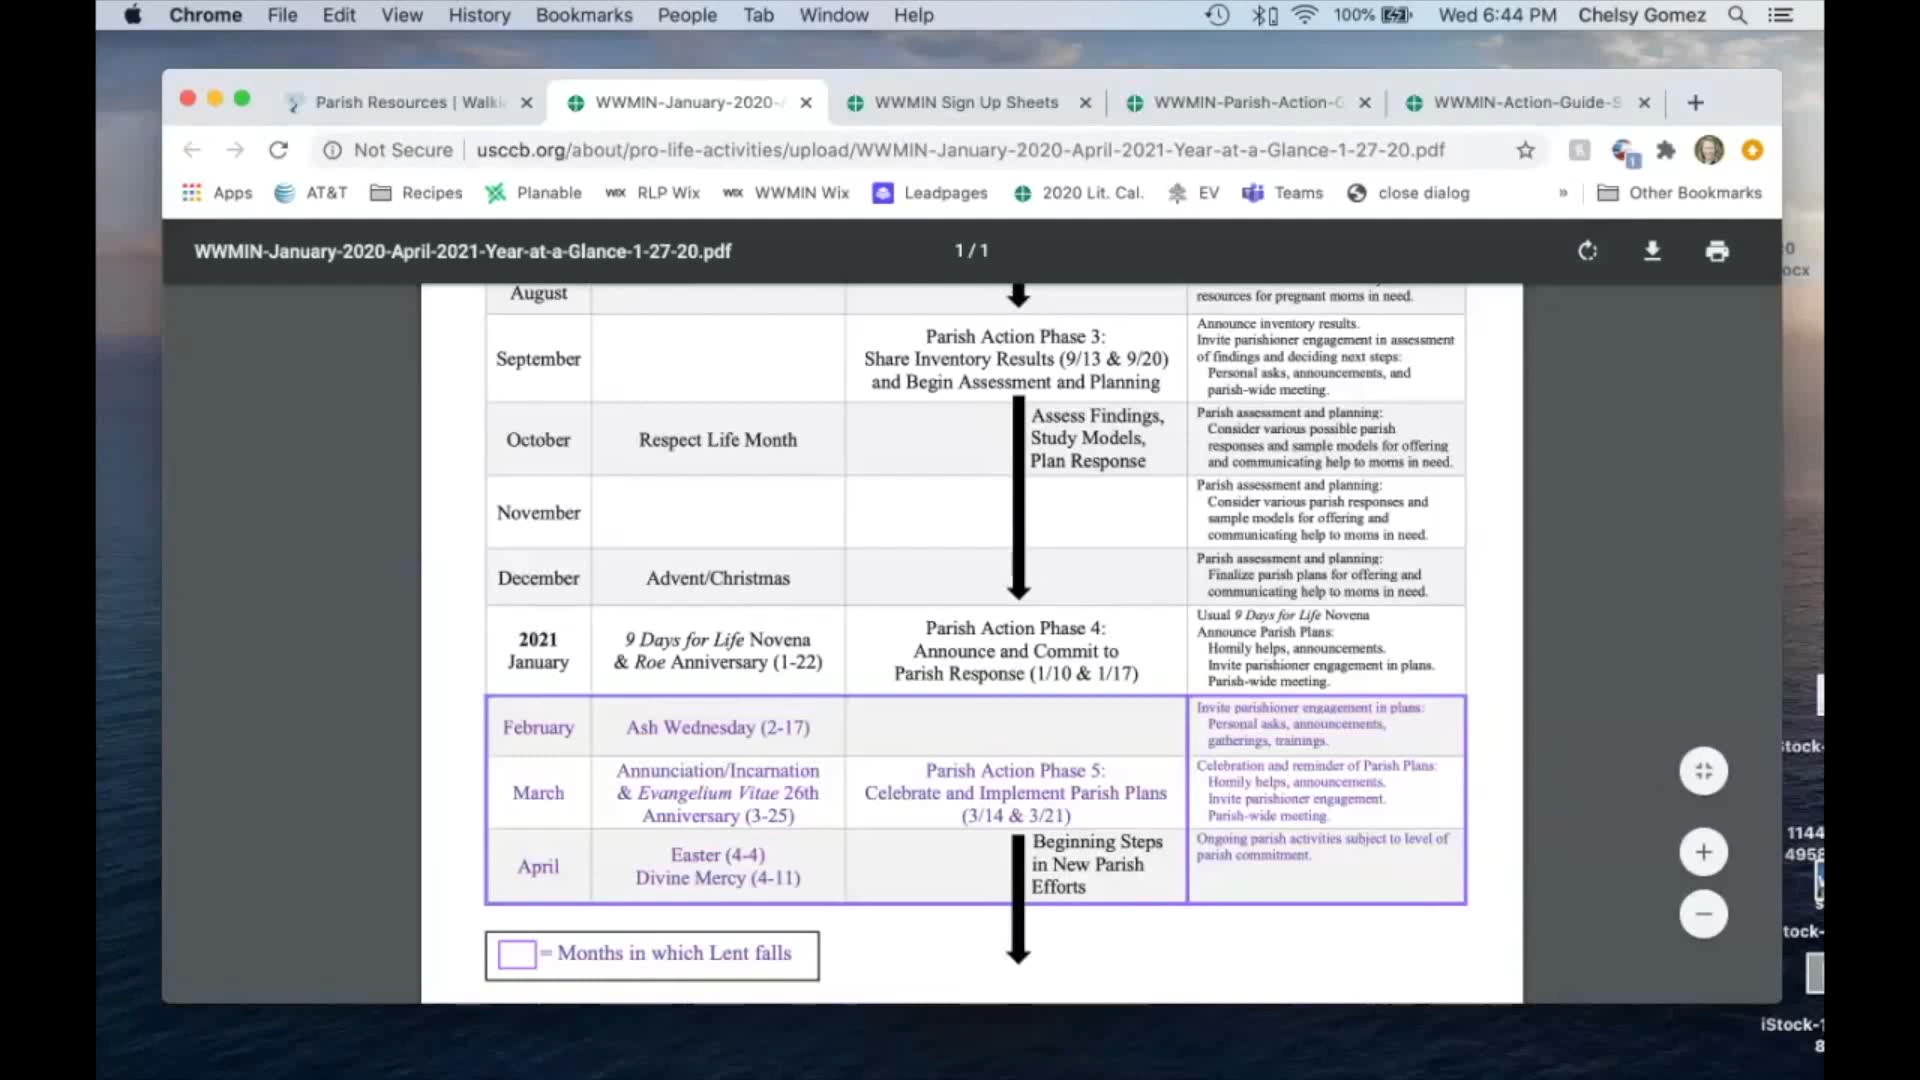 Chrome File Edit View History Bookmarks People Tab Window Help 100% Wed 6:44 PM Chelsy Gomez
Parish Resources | Walki
WWMIN-January-2020-
WWMIN Sign Up Sheets
WWMIN-Parish-Action-
WWMIN-Action-Guide-S
Not Secure | usccb.org/about/pro-life-activities/upload/WWMIN-January-2020-April-2021-Year-at-a-Glance-1-27-20.pdf
Apps AT&T Recipes Planable WIX RLP Wix WIX WWMIN Wix Leadpages 2020 Lit. Cal. EV Teams close dialog » Other Bookmarks
WWMIN-January-2020-April-2021-Year-at-a-Glance-1-27-20.pdf 1 / 1
August
resources for pregnant moms in need.
September
Parish Action Phase 3:
Share Inventory Results (9/13 & 9/20)
and Begin Assessment and Planning
Announce inventory results.
Invite parishioner engagement in assessment
of findings and deciding next steps:
Personal asks, announcements, and
parish-wide meeting.
October
Respect Life Month
Assess Findings,
Study Models,
Plan Response
Parish assessment and planning:
Consider various possible parish
responses and sample models for offering
and communicating help to moms in need.
November
Parish assessment and planning:
Consider various parish responses and
sample models for offering and
communicating help to moms in need.
December
Advent/Christmas
Parish assessment and planning:
Finalize parish plans for offering and
communicating help to moms in need.
2021
January
9 Days for Life Novena
& Roe Anniversary (1-22)
Parish Action Phase 4:
Announce and Commit to
Parish Response (1/10 & 1/17)
Usual 9 Days for Life Novena
Announce Parish Plans:
Homily helps, announcements.
Invite parishioner engagement in plans.
Parish-wide meeting.
February
Ash Wednesday (2-17)
Invite parishioner engagement in plans:
Personal asks, announcements,
gatherings, trainings.
March
Annunciation/Incarnation
& Evangelium Vitae 26th
Anniversary (3-25)
Parish Action Phase 5:
Celebrate and Implement Parish Plans
(3/14 & 3/21)
Celebration and reminder of Parish Plans:
Homily helps, announcements.
Invite parishioner engagement.
Parish-wide meeting.
April
Easter (4-4)
Divine Mercy (4-11)
Beginning Steps
in New Parish
Efforts
Ongoing parish activities subject to level of
parish commitment.
= Months in which Lent falls
ocx
stock-
1144
4958
tock-
iStock-1
8